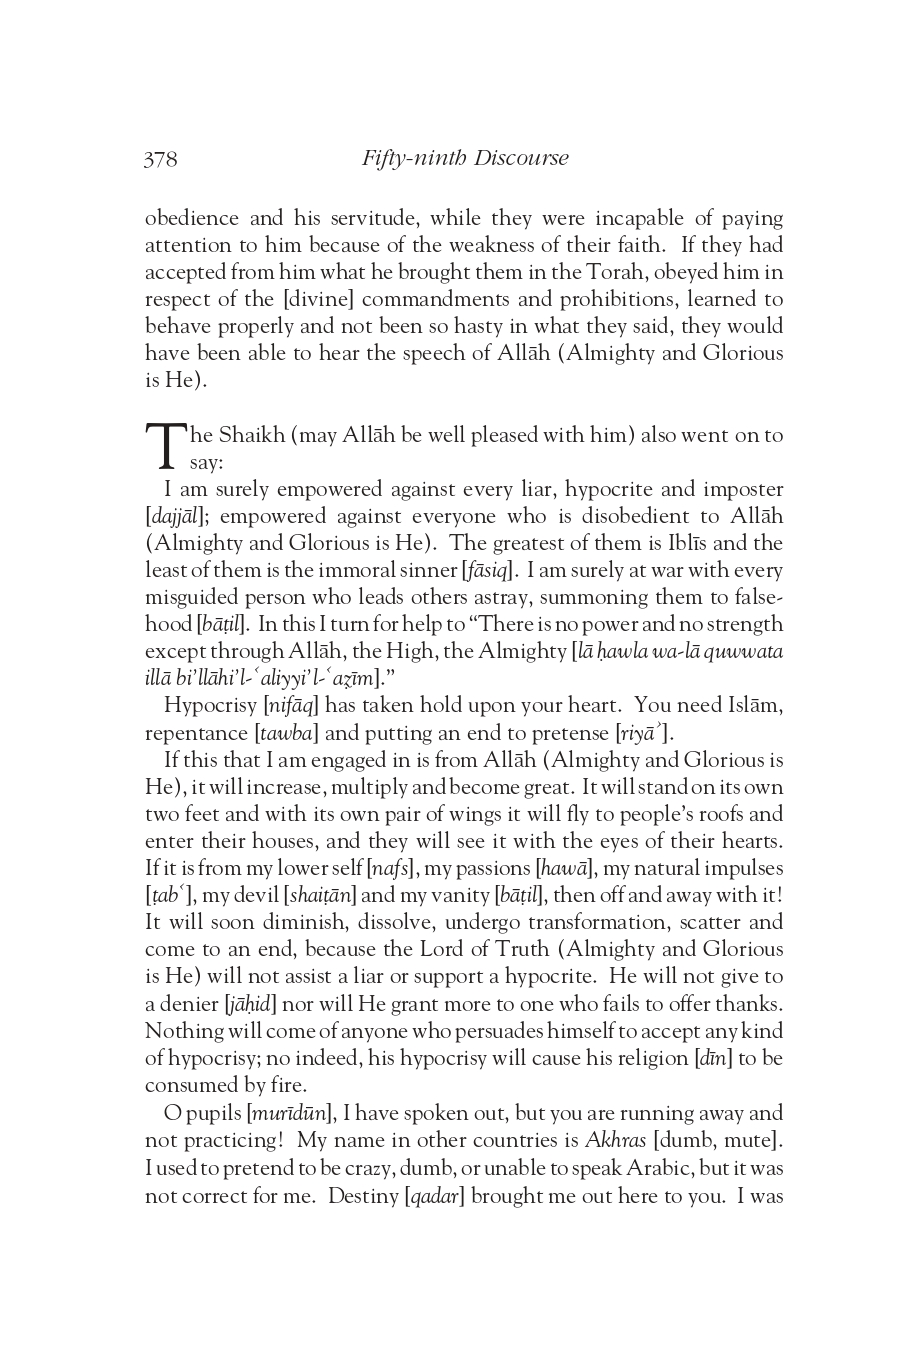 378 Fifty-ninth Discourse
obedience and his servitude, while they were incapable of paying
attention to him because of the weakness of their faith. If they had
accepted from him what he brought them in the Torah, obeyed him in
respect of the [divine] commandments and prohibitions, learned to
behave properly and not been so hasty in what they said, they would
have been able to hear the speech of Allāh (Almighty and Glorious
is He).
The Shaikh (may Allāh be well pleased with him) also went on to
say:
I am surely empowered against every liar, hypocrite and imposter
[dajjāl]; empowered against everyone who is disobedient to Allāh
(Almighty and Glorious is He). The greatest of them is Iblīs and the
least of them is the immoral sinner [fāsiq]. I am surely at war with every
misguided person who leads others astray, summoning them to false-
hood [bāṭil]. In this I turn for help to “There is no power and no strength
except through Allāh, the High, the Almighty [lā ḥawla wa-lā quwwata
illā bi’llāhi’l-ʿaliyyi’l-ʿaẓīm].”
Hypocrisy [nifāq] has taken hold upon your heart. You need Islām,
repentance [tawba] and putting an end to pretense [riyāʾ].
If this that I am engaged in is from Allāh (Almighty and Glorious is
He), it will increase, multiply and become great. It will stand on its own
two feet and with its own pair of wings it will fly to people’s roofs and
enter their houses, and they will see it with the eyes of their hearts.
If it is from my lower self [nafs], my passions [hawā], my natural impulses
[ṭabʿ], my devil [shaiṭān] and my vanity [bāṭil], then off and away with it!
It will soon diminish, dissolve, undergo transformation, scatter and
come to an end, because the Lord of Truth (Almighty and Glorious
is He) will not assist a liar or support a hypocrite. He will not give to
a denier [jāḥid] nor will He grant more to one who fails to offer thanks.
Nothing will come of anyone who persuades himself to accept any kind
of hypocrisy; no indeed, his hypocrisy will cause his religion [dīn] to be
consumed by fire.
O pupils [murīdūn], I have spoken out, but you are running away and
not practicing! My name in other countries is Akhras [dumb, mute].
I used to pretend to be crazy, dumb, or unable to speak Arabic, but it was
not correct for me. Destiny [qadar] brought me out here to you. I was